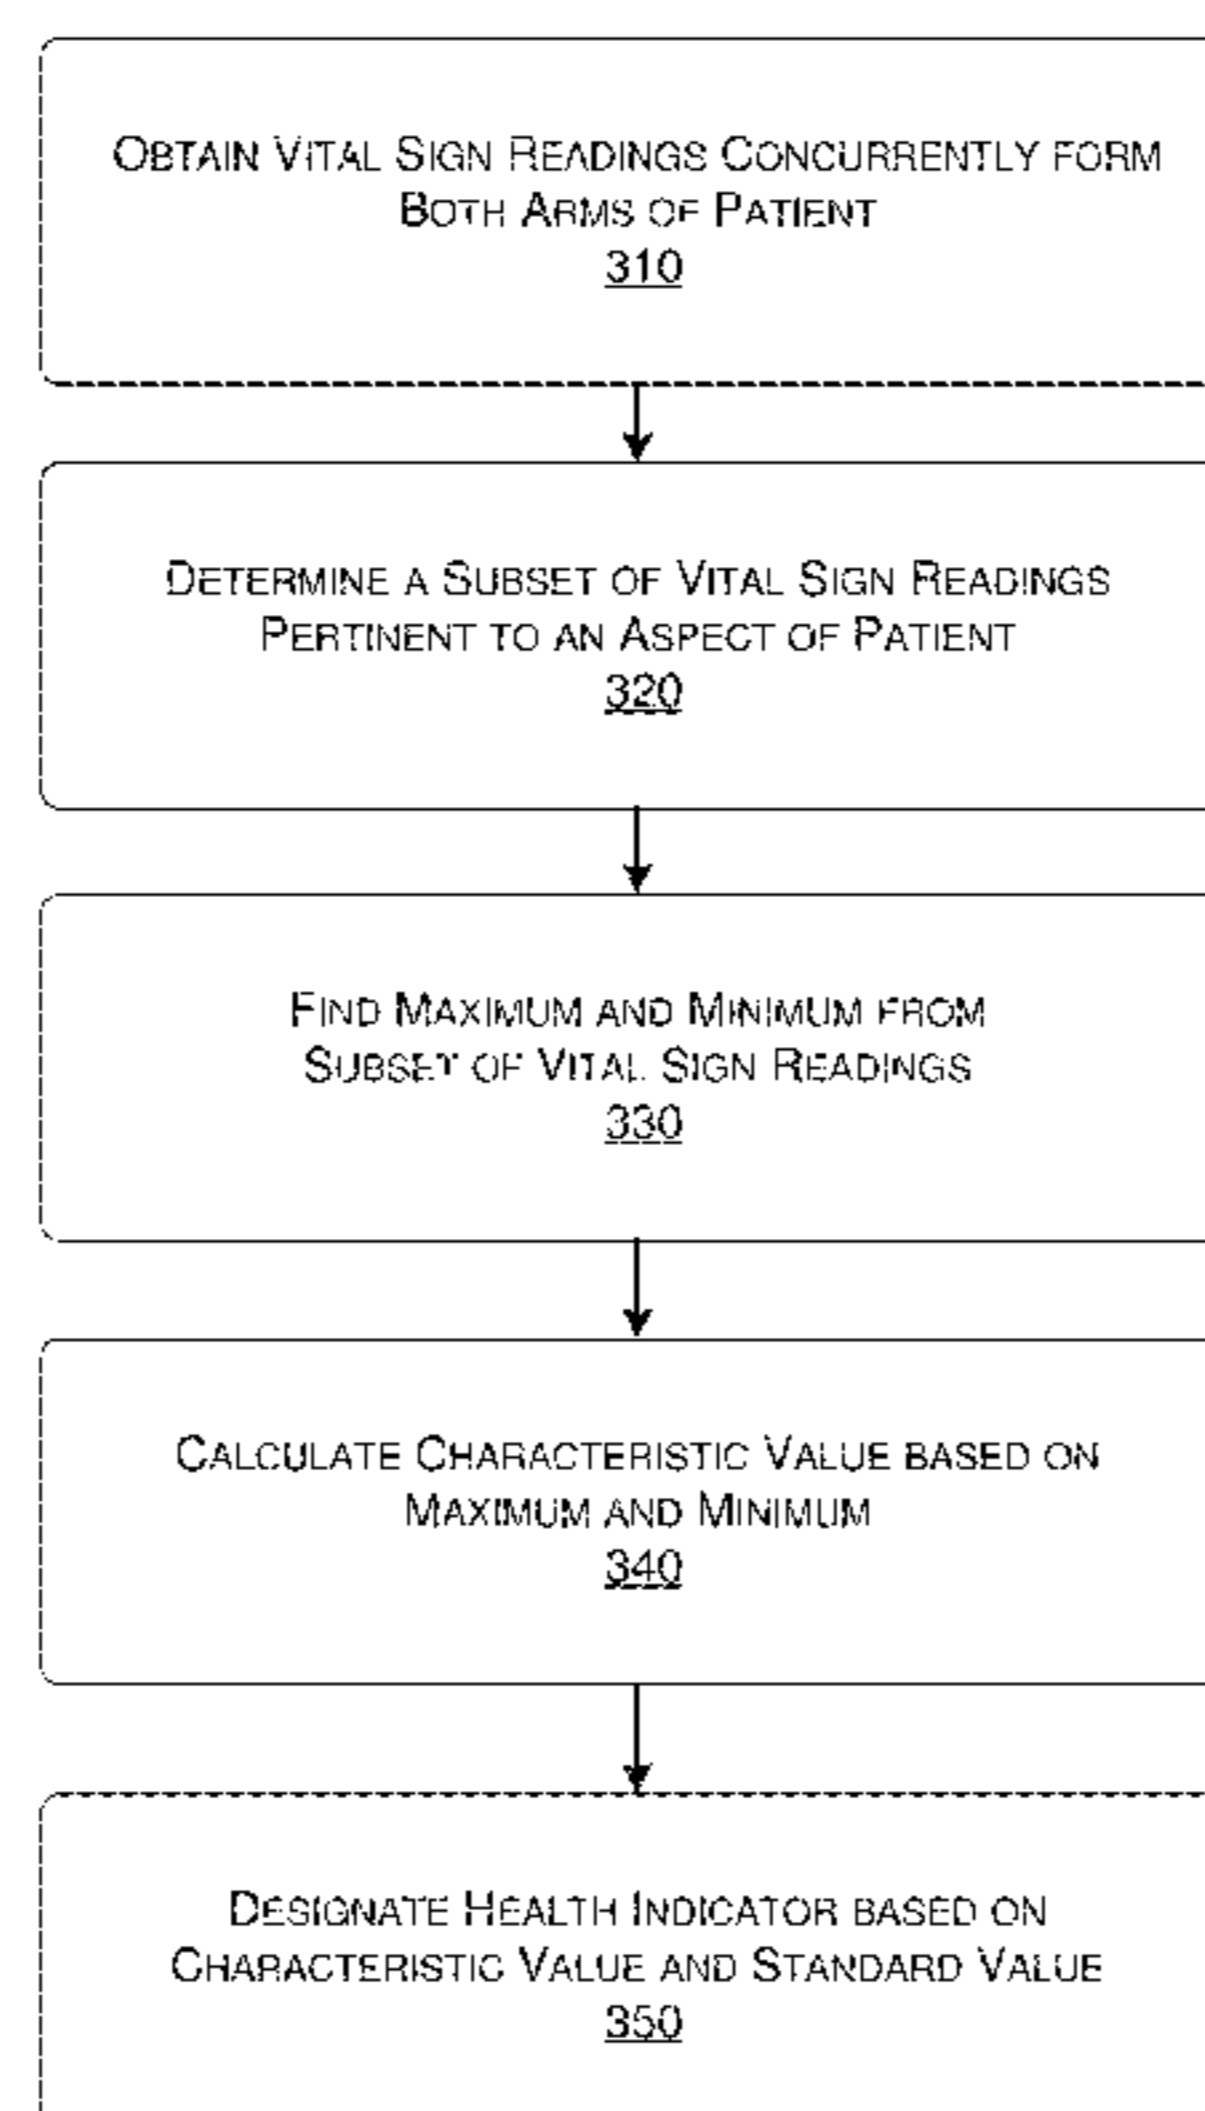 OBTAIN VITAL SIGN READINGS CONCURRENTLY FORM
BOTH ARMS OF PATIENT
310
DETERMINE A SUBSET OF VITAL SIGN READINGS
PERTINENT TO AN ASPECT OF PATIENT
320
FIND MAXIMUM AND MINIMUM FROM
SUBSET OF VITAL SIGN READINGS
330
CALCULATE CHARACTERISTIC VALUE BASED ON
MAXIMUM AND MINIMUM
340
DESIGNATE HEALTH INDICATOR BASED ON
CHARACTERISTIC VALUE AND STANDARD VALUE
350